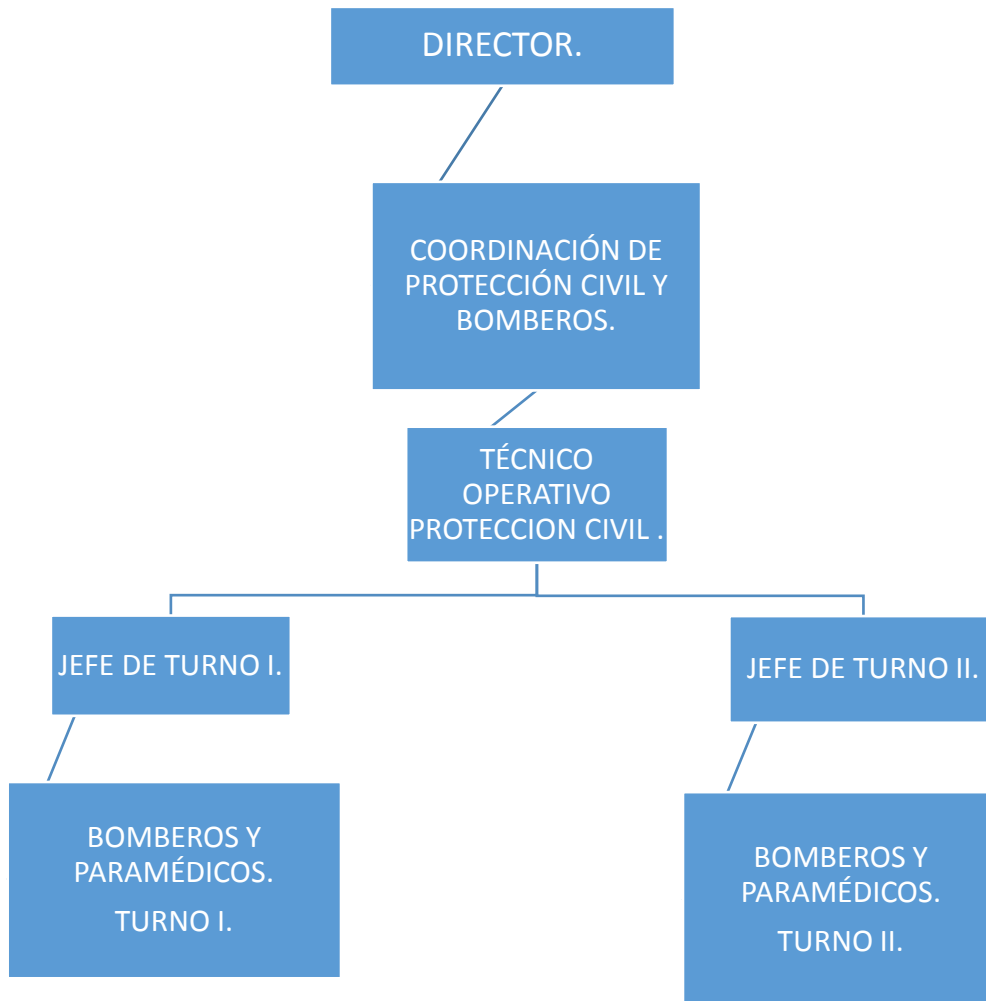 DIRECTOR.
COORDINACIÓN DE
PROTECCIÓN CIVIL Y
BOMBEROS.
TÉCNICO
OPERATIVO
PROTECCION CIVIL .
JEFE DE TURNO I.
JEFE DE TURNO II.
BOMBEROS Y
PARAMÉDICOS.
TURNO I.
BOMBEROS Y
PARAMÉDICOS.
TURNO II.